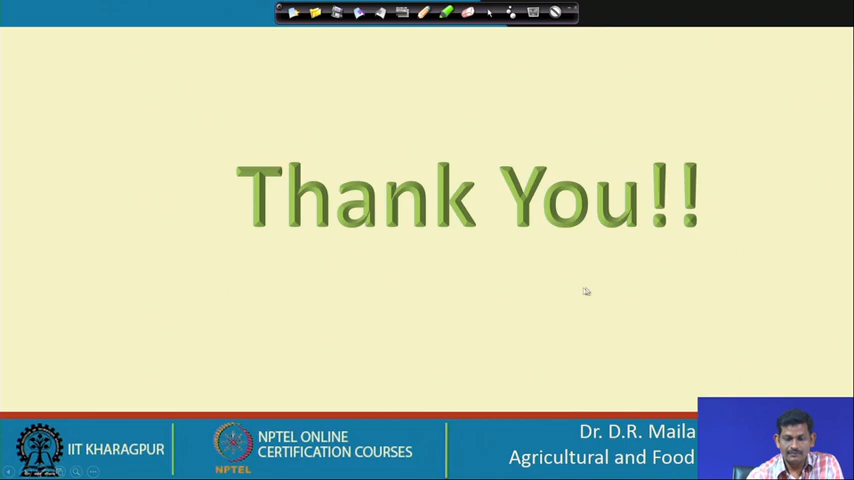 Thank You!!
IIT KHARAGPUR
NPTEL
NPTEL ONLINE
CERTIFICATION COURSES
Dr. D.R. Maila
Agricultural and Food